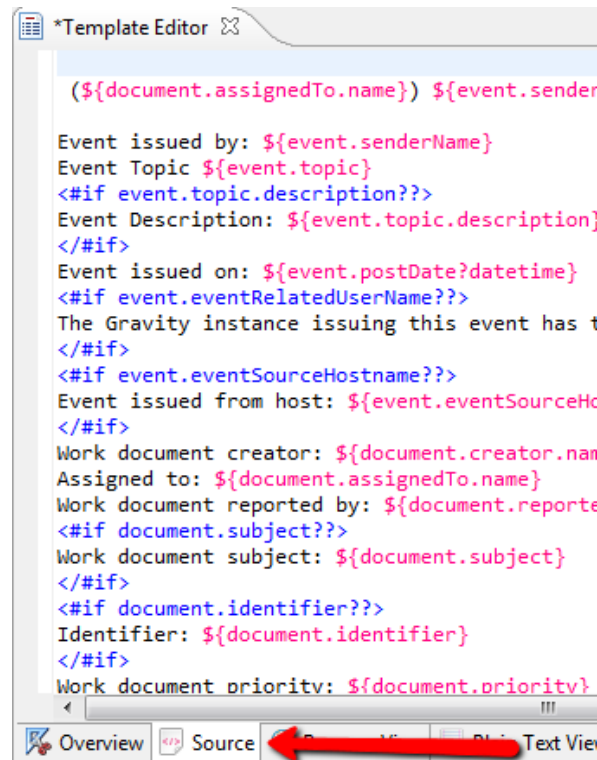 *Template Editor
(${document.assignedTo.name}) ${event.sender
Event issued by: ${event.senderName}
Event Topic ${event.topic}
<#if event.topic.description??>
Event Description: ${event.topic.description}
</#if>
Event issued on: ${event.postDate?datetime}
<#if event.eventRelatedUserName??>
The Gravity instance issuing this event has t
</#if>
<#if event.eventSourceHostname??>
Event issued from host: ${event.eventSourceHo
</#if>
Work document creator: ${document.creator.nam
Assigned to: ${document.assignedTo.name}
Work document reported by: ${document.reporte
<#if document.subject??>
Work document subject: ${document.subject}
</#if>
<#if document.identifier??>
Identifier: ${document.identifier}
</#if>
Work document priority: ${document.priority}
Overview Source Text View